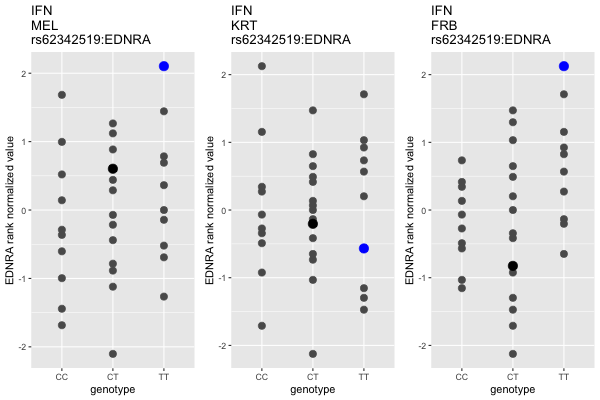 IFN
MEL
rs62342519:EDNRA
EDNRA rank normalized value
2
1
0
-1
-2
CC
CT
TT
genotype
IFN
KRT
rs62342519:EDNRA
EDNRA rank normalized value
2
1
0
-1
-2
CC
CT
TT
genotype
IFN
FRB
rs62342519:EDNRA
EDNRA rank normalized value
2
1
0
-1
-2
CC
CT
TT
genotype